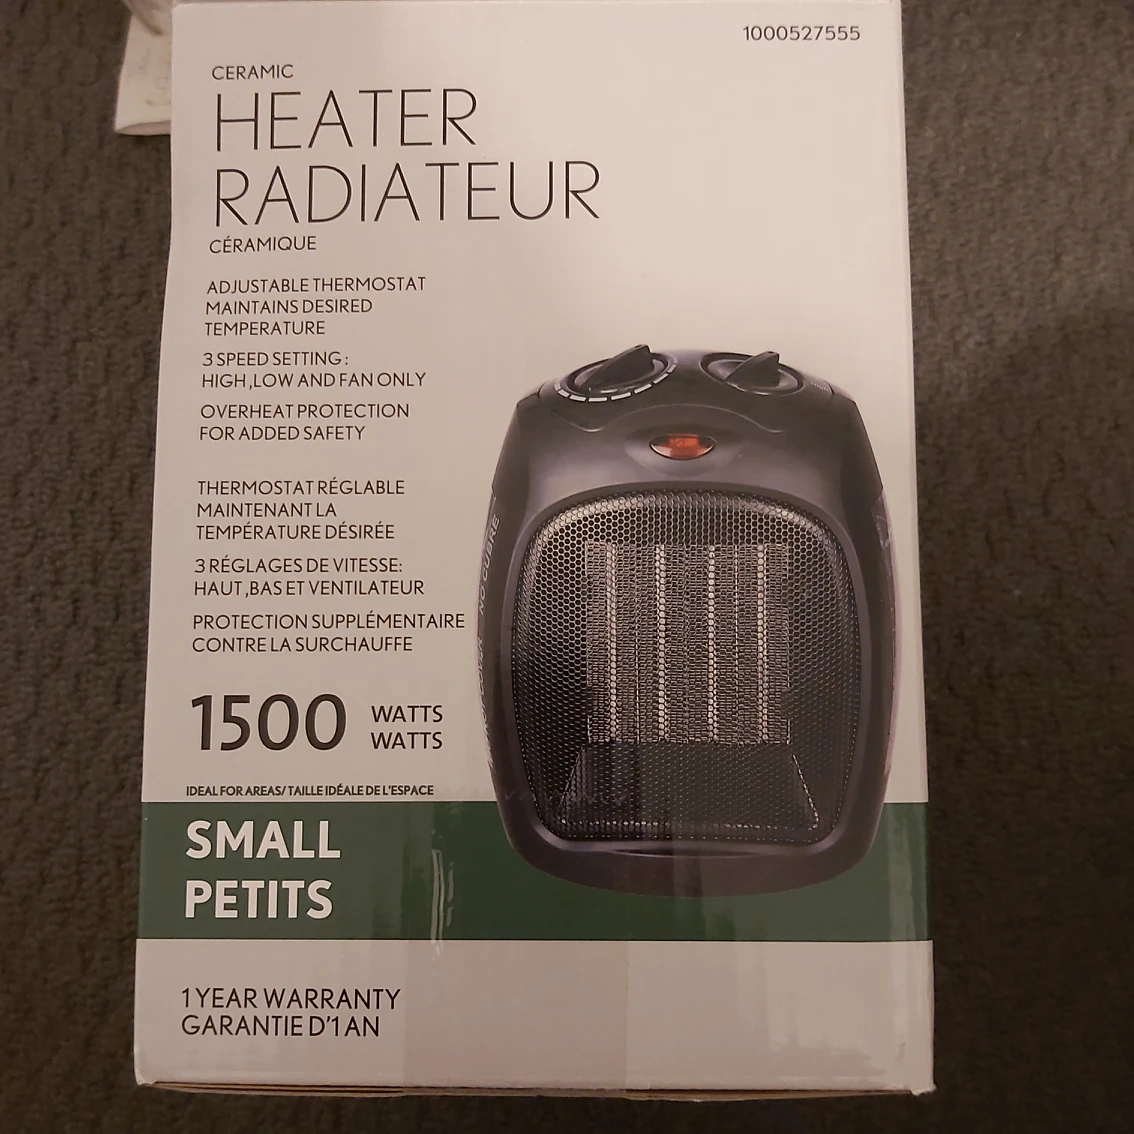 1000527555
CERAMIC
HEATER
RADIATEUR
CÉRAMIQUE
ADJUSTABLE THERMOSTAT
MAINTAINS DESIRED
TEMPERATURE
3 SPEED SETTING :
HIGH ,LOW AND FAN ONLY
OVERHEAT PROTECTION
FOR ADDED SAFETY
THERMOSTAT RÉGLABLE
MAINTENANT LA
TEMPÉRATURE DÉSIRÉE
3 RÉGLAGES DE VITESSE:
HAUT ,BAS ET VENTILATEUR
PROTECTION SUPPLÉMENTAIRE
CONTRE LA SURCHAUFFE
1500 WATTS
WATTS
IDEAL FOR AREAS/ TAILLE IDÉALE DE L'ESPACE
SMALL
PETITS
1 YEAR WARRANTY
GARANTIE D'1 AN